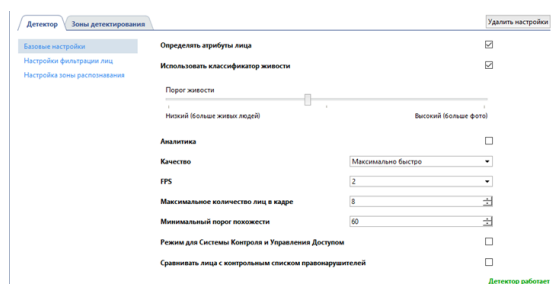 Детектор Зоны детектирования Удалить настройки
Базовые настройки
Настройки фильтрации лиц
Настройка зоны распознавания
Определять атрибуты лица
Использовать классификатор живости
Порог живости
Низкий (больше живых людей) Высокий (больше фото)
Аналитика
Качество Максимально быстро
FPS 2
Максимальное количество лиц в кадре 8
Минимальный порог похожести 60
Режим для Системы Контроля и Управления Доступом
Сравнивать лица с контрольным списком правонарушителей
Детектор работает